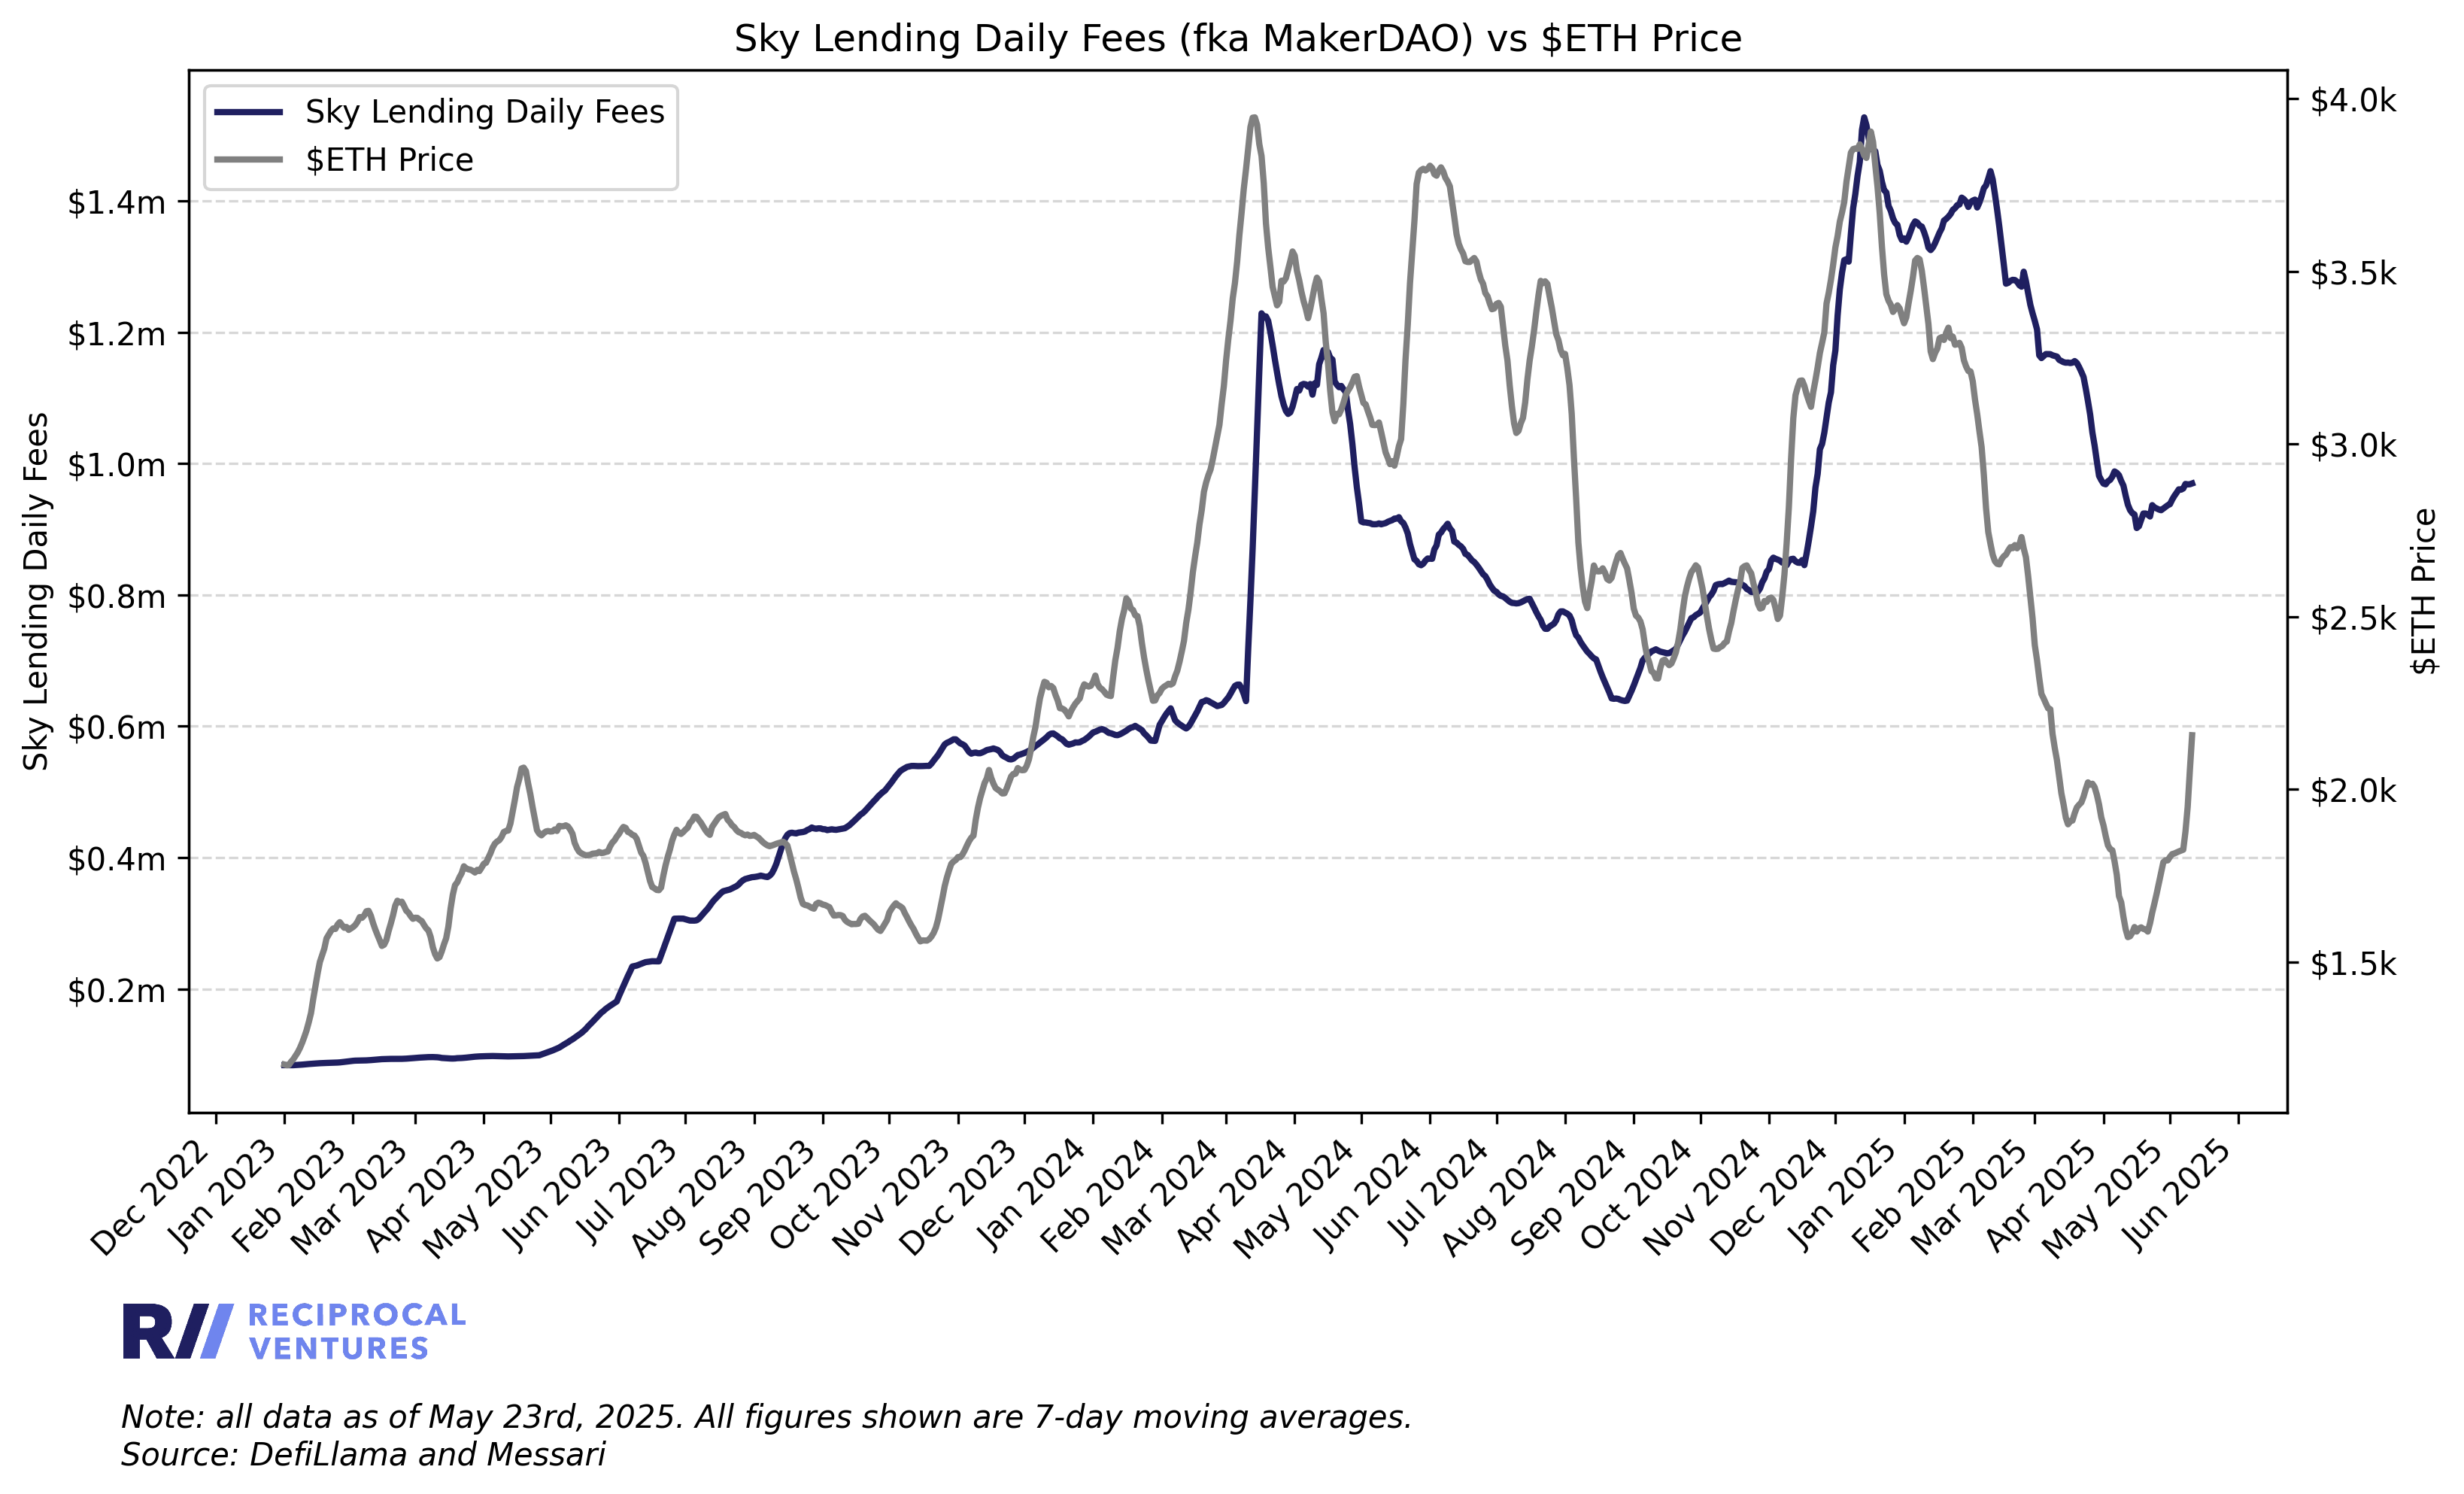 Sky Lending Daily Fees (fka MakerDAO) vs $ETH Price
Sky Lending Daily Fees
$ETH Price
Sky Lending Daily Fees
$1.4m
$1.2m
$1.0m
$0.8m
$0.6m
$0.4m
$0.2m
$4.0k
$3.5k
$3.0k
$2.5k
$2.0k
$1.5k
$ETH Price
Dec 2022
Jan 2023
Feb 2023
Mar 2023
Apr 2023
May 2023
Jun 2023
Jul 2023
Aug 2023
Sep 2023
Oct 2023
Nov 2023
Dec 2023
Jan 2024
Feb 2024
Mar 2024
Apr 2024
May 2024
Jun 2024
Jul 2024
Aug 2024
Sep 2024
Oct 2024
Nov 2024
Dec 2024
Jan 2025
Feb 2025
Mar 2025
Apr 2025
May 2025
Jun 2025
R//
RECIPROCAL
VENTURES
Note: all data as of May 23rd, 2025. All figures shown are 7-day moving averages.
Source: DefiLlama and Messari